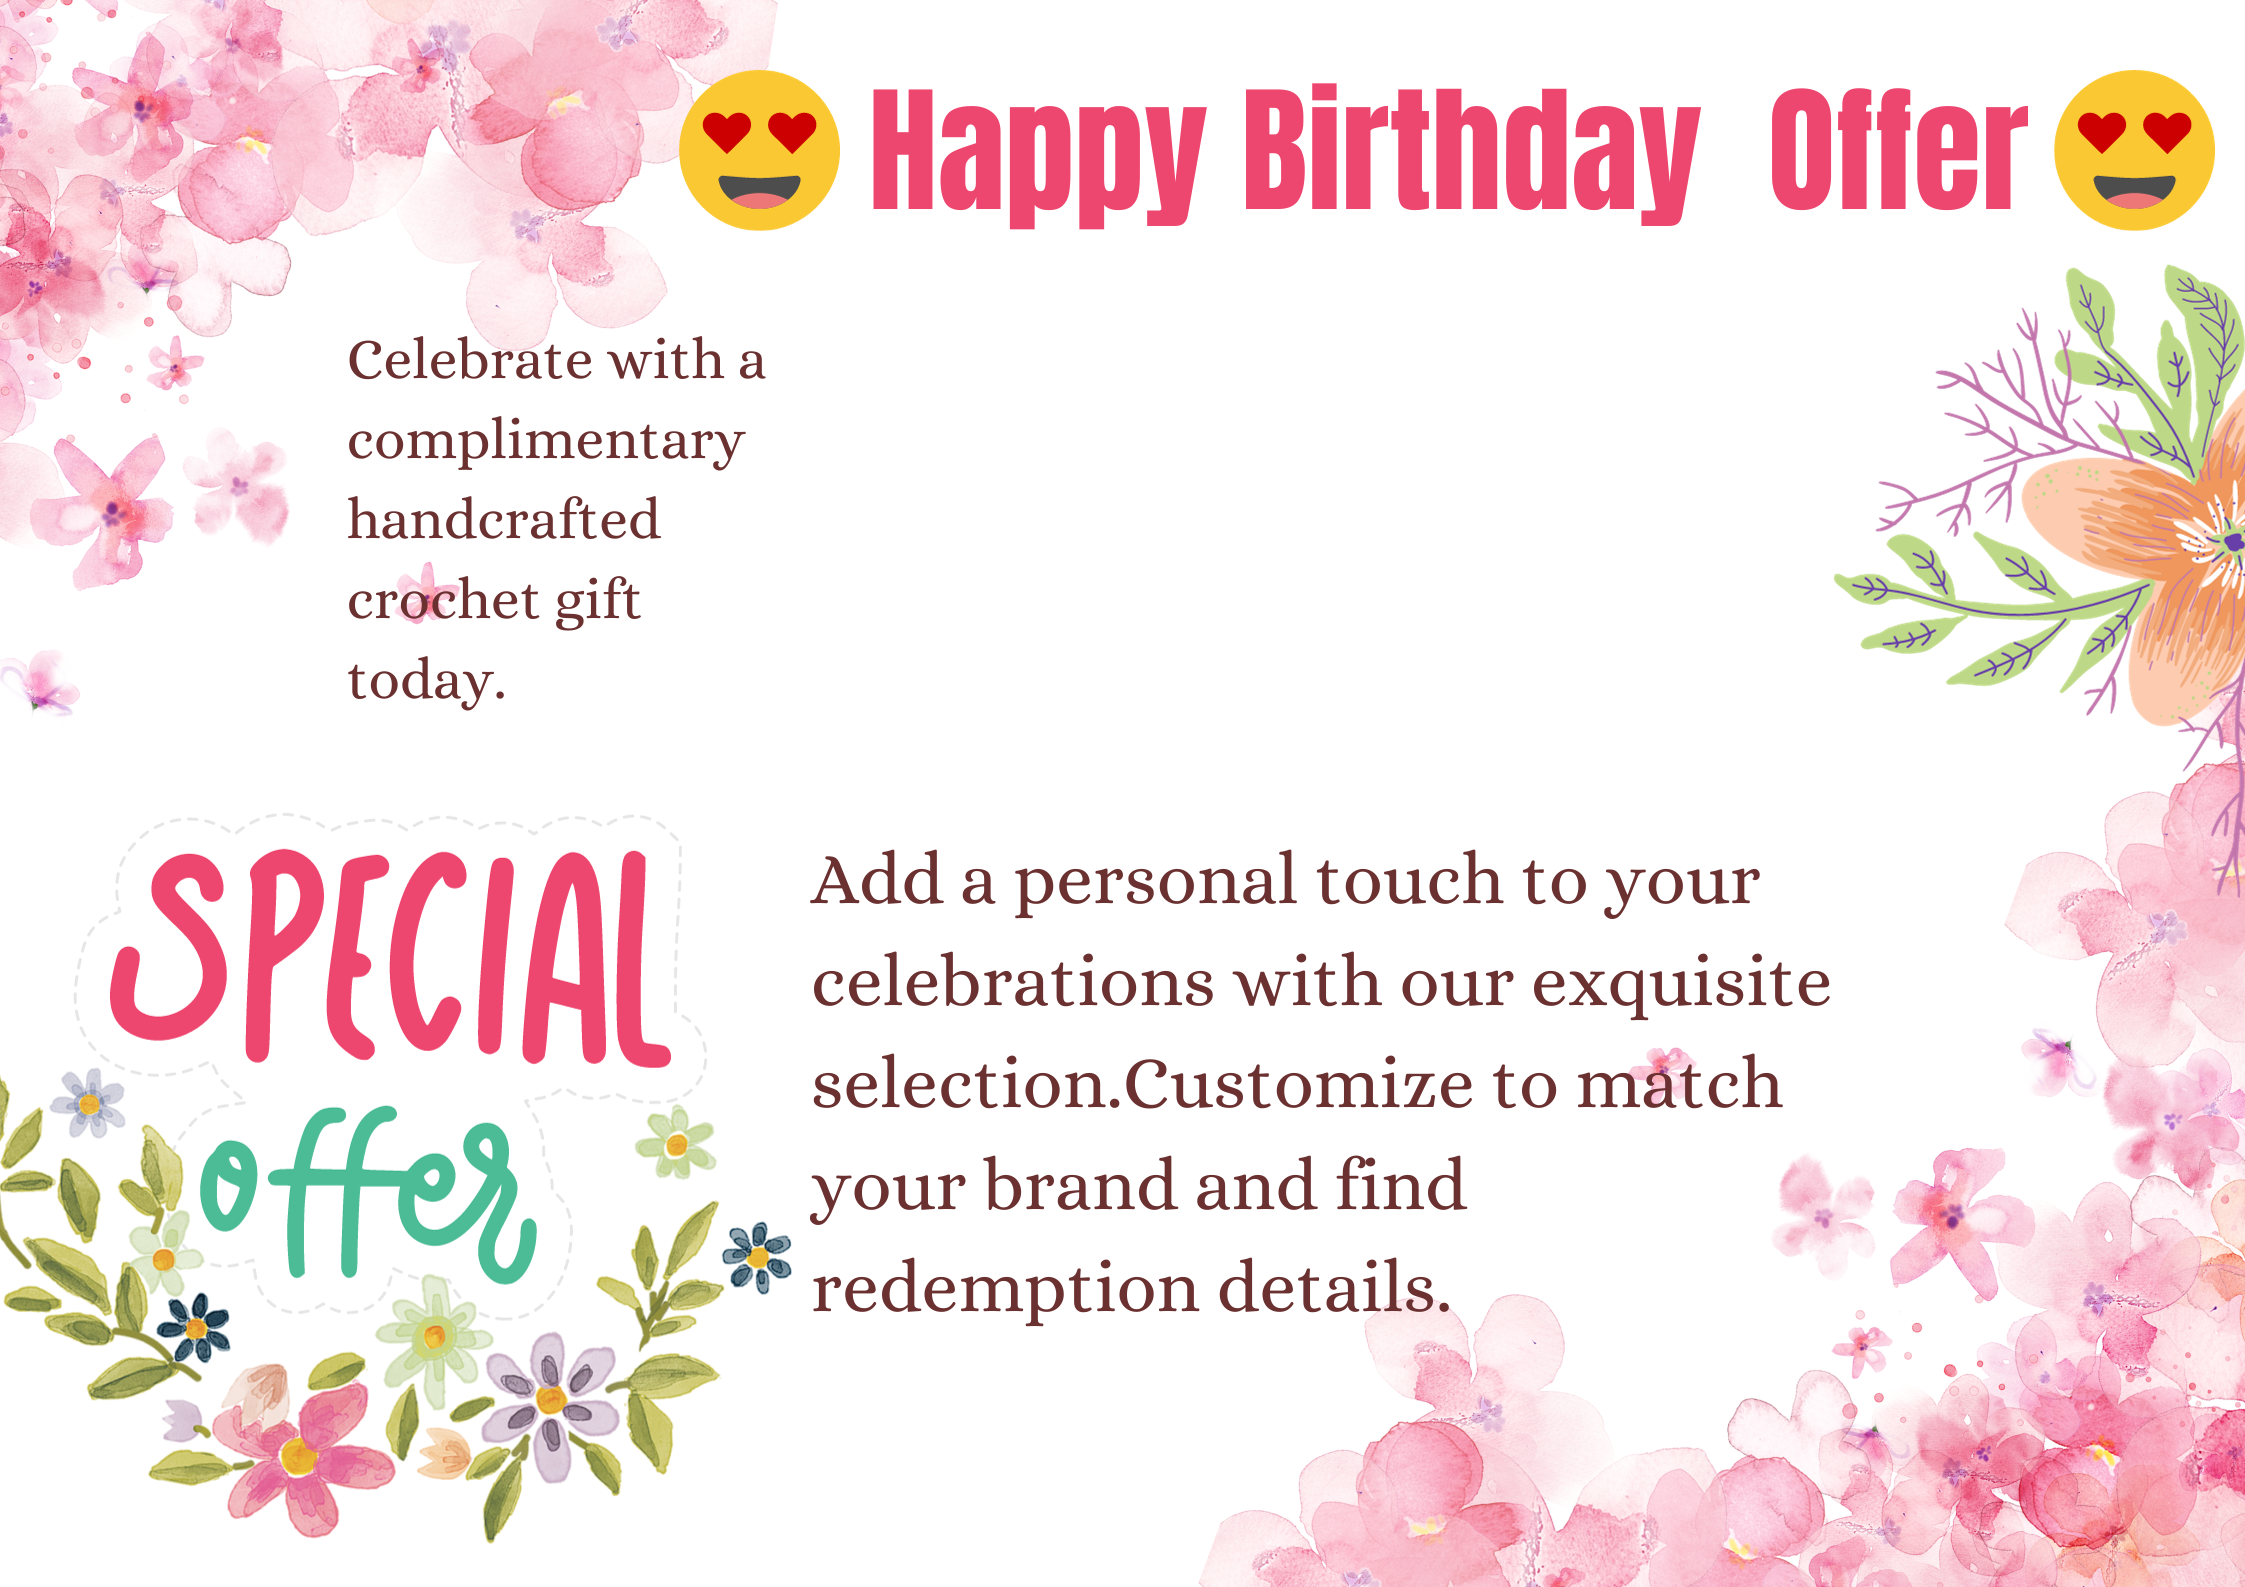 😍 Happy Birthday  Offer 😍
Celebrate with a
complimentary
handcrafted
crochet gift
today.
SPECIAL
offer
Add a personal touch to your
celebrations with our exquisite
selection.Customize to match
your brand and find
redemption details.